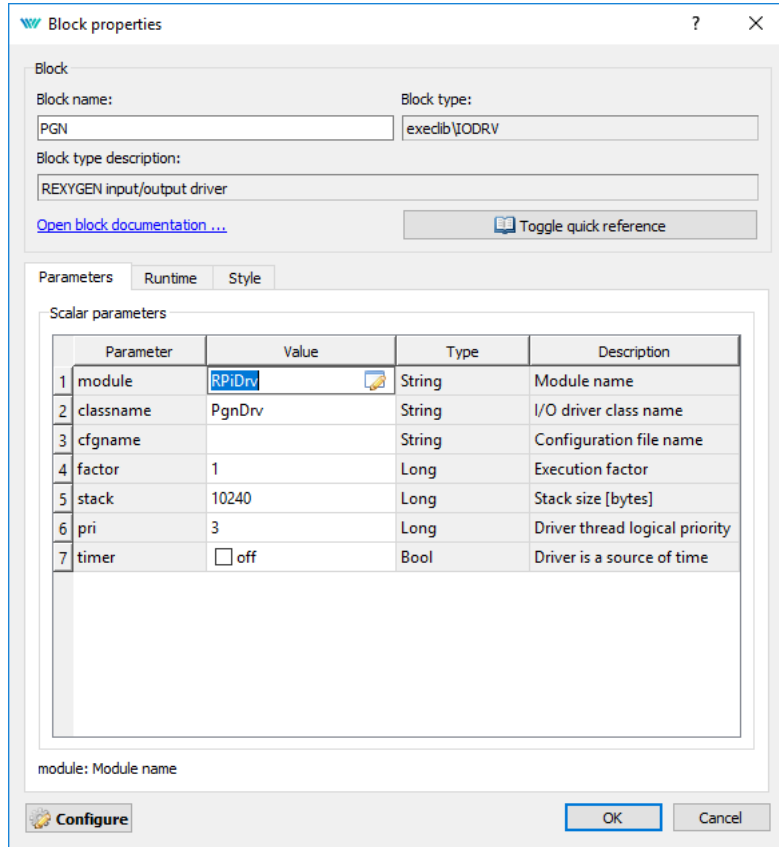 Block properties ?
Block
Block name: Block type:
PGN execlib\IODRV
Block type description:
REXYGEN input/output driver
Open block documentation ... Toggle quick reference
Parameters Runtime Style
Scalar parameters
Parameter Value Type Description
1 module RPiDrv String Module name
2 classname PgnDrv String I/O driver class name
3 cfgname String Configuration file name
4 factor 1 Long Execution factor
5 stack 10240 Long Stack size [bytes]
6 pri 3 Long Driver thread logical priority
7 timer off Bool Driver is a source of time
module: Module name
Configure OK Cancel